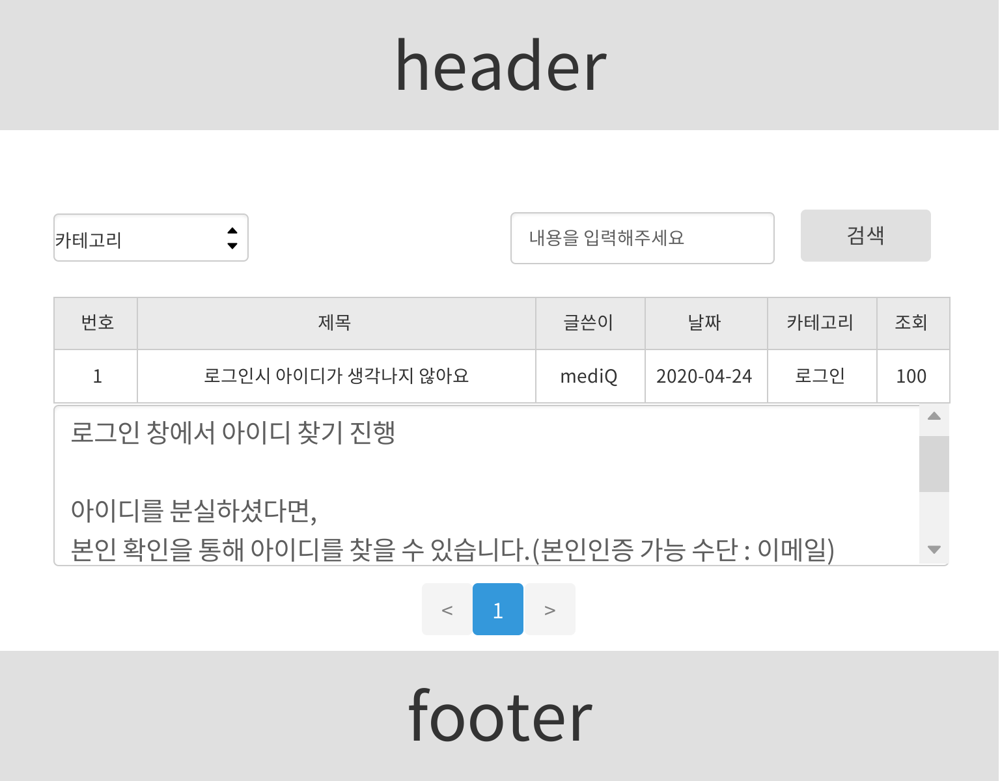 header
카테고리
내용을 입력해주세요
검색
번호 제목 글쓴이 날짜 카테고리 조회
1 로그인시 아이디가 생각나지 않아요 mediQ 2020-04-24 로그인 100
로그인 창에서 아이디 찾기 진행
아이디를 분실하셨다면,
본인 확인을 통해 아이디를 찾을 수 있습니다.(본인인증 가능 수단 : 이메일)
< 1 >
footer